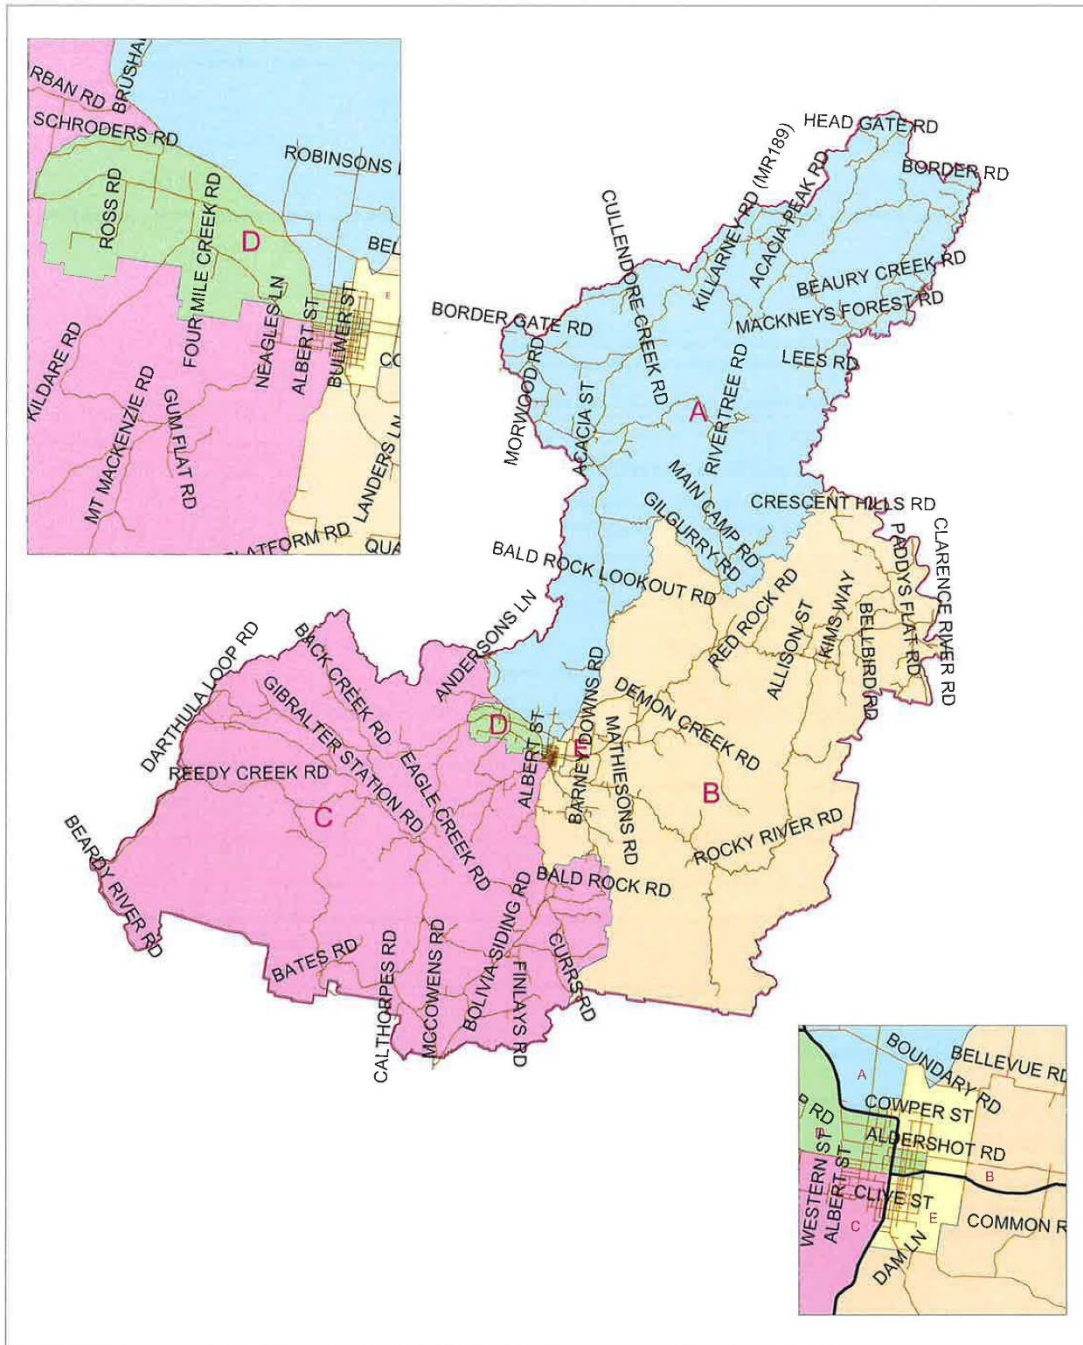 RBAN RD
BRUSHA
SCHRODERS RD
ROBINSONS
ROSS RD
FOUR MILE CREEK RD
D
BEL
NEAGLES LN
ALBERT ST
BULWER ST
E
CO
KILDARE RD
MT MACKENZIE RD
GUM FLAT RD
LANDERS LN
LATFORM RD
QUA
HEAD GATE RD
BORDER RD
KILLARNEY RD (MR189)
ACACIA PEAK RD
CULLENDORE CREEK RD
BEAURY CREEK RD
MACKNEYS FOREST RD
BORDER GATE RD
LEES RD
MORWOOD RD
ACACIA ST
A
RIVERTREE RD
MAIN CAMP RD
GILGURRY RD
CRESCENT HILLS RD
PADDYS FLAT RD
CLARENCE RIVER RD
BALD ROCK LOOKOUT RD
RED ROCK RD
ALLISON ST
KIMS WAY
BELLBIRD RD
ANDERSONS LN
DARTHULA LOOP RD
BACK CREEK RD
GIBRALTER STATION RD
DEMON CREEK RD
D
ALBERT ST
E
BARNEY DOWNS RD
MATHIESONS RD
REEDY CREEK RD
EAGLE CREEK RD
C
B
ROCKY RIVER RD
BEARDY RIVER RD
BALD ROCK RD
BATES RD
CALTHORPES RD
MCCOWENS RD
BOLIVIA SIDING RD
FINLAYS RD
CURRS RD
BOUNDARY RD
BELLEVUE RD
A
COWPER ST
P RD
D
ALDERSHOT RD
WESTERN ST
ALBERT ST
B
CLIVE ST
C
E
COMMON R
DAM LN